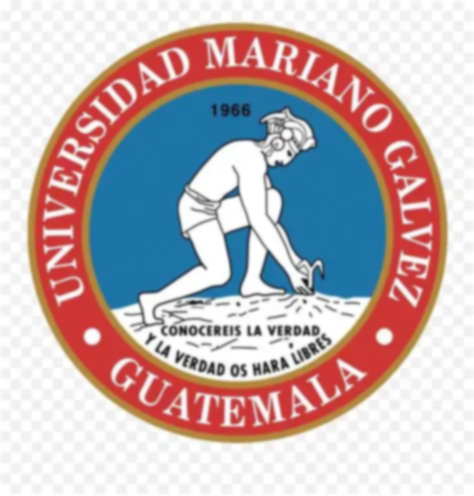 UNIVERSIDAD MARIANO GALVEZ
1966
CONOCEREIS LA VERDAD
Y LA VERDAD OS HARA LIBRES
GUATEMALA